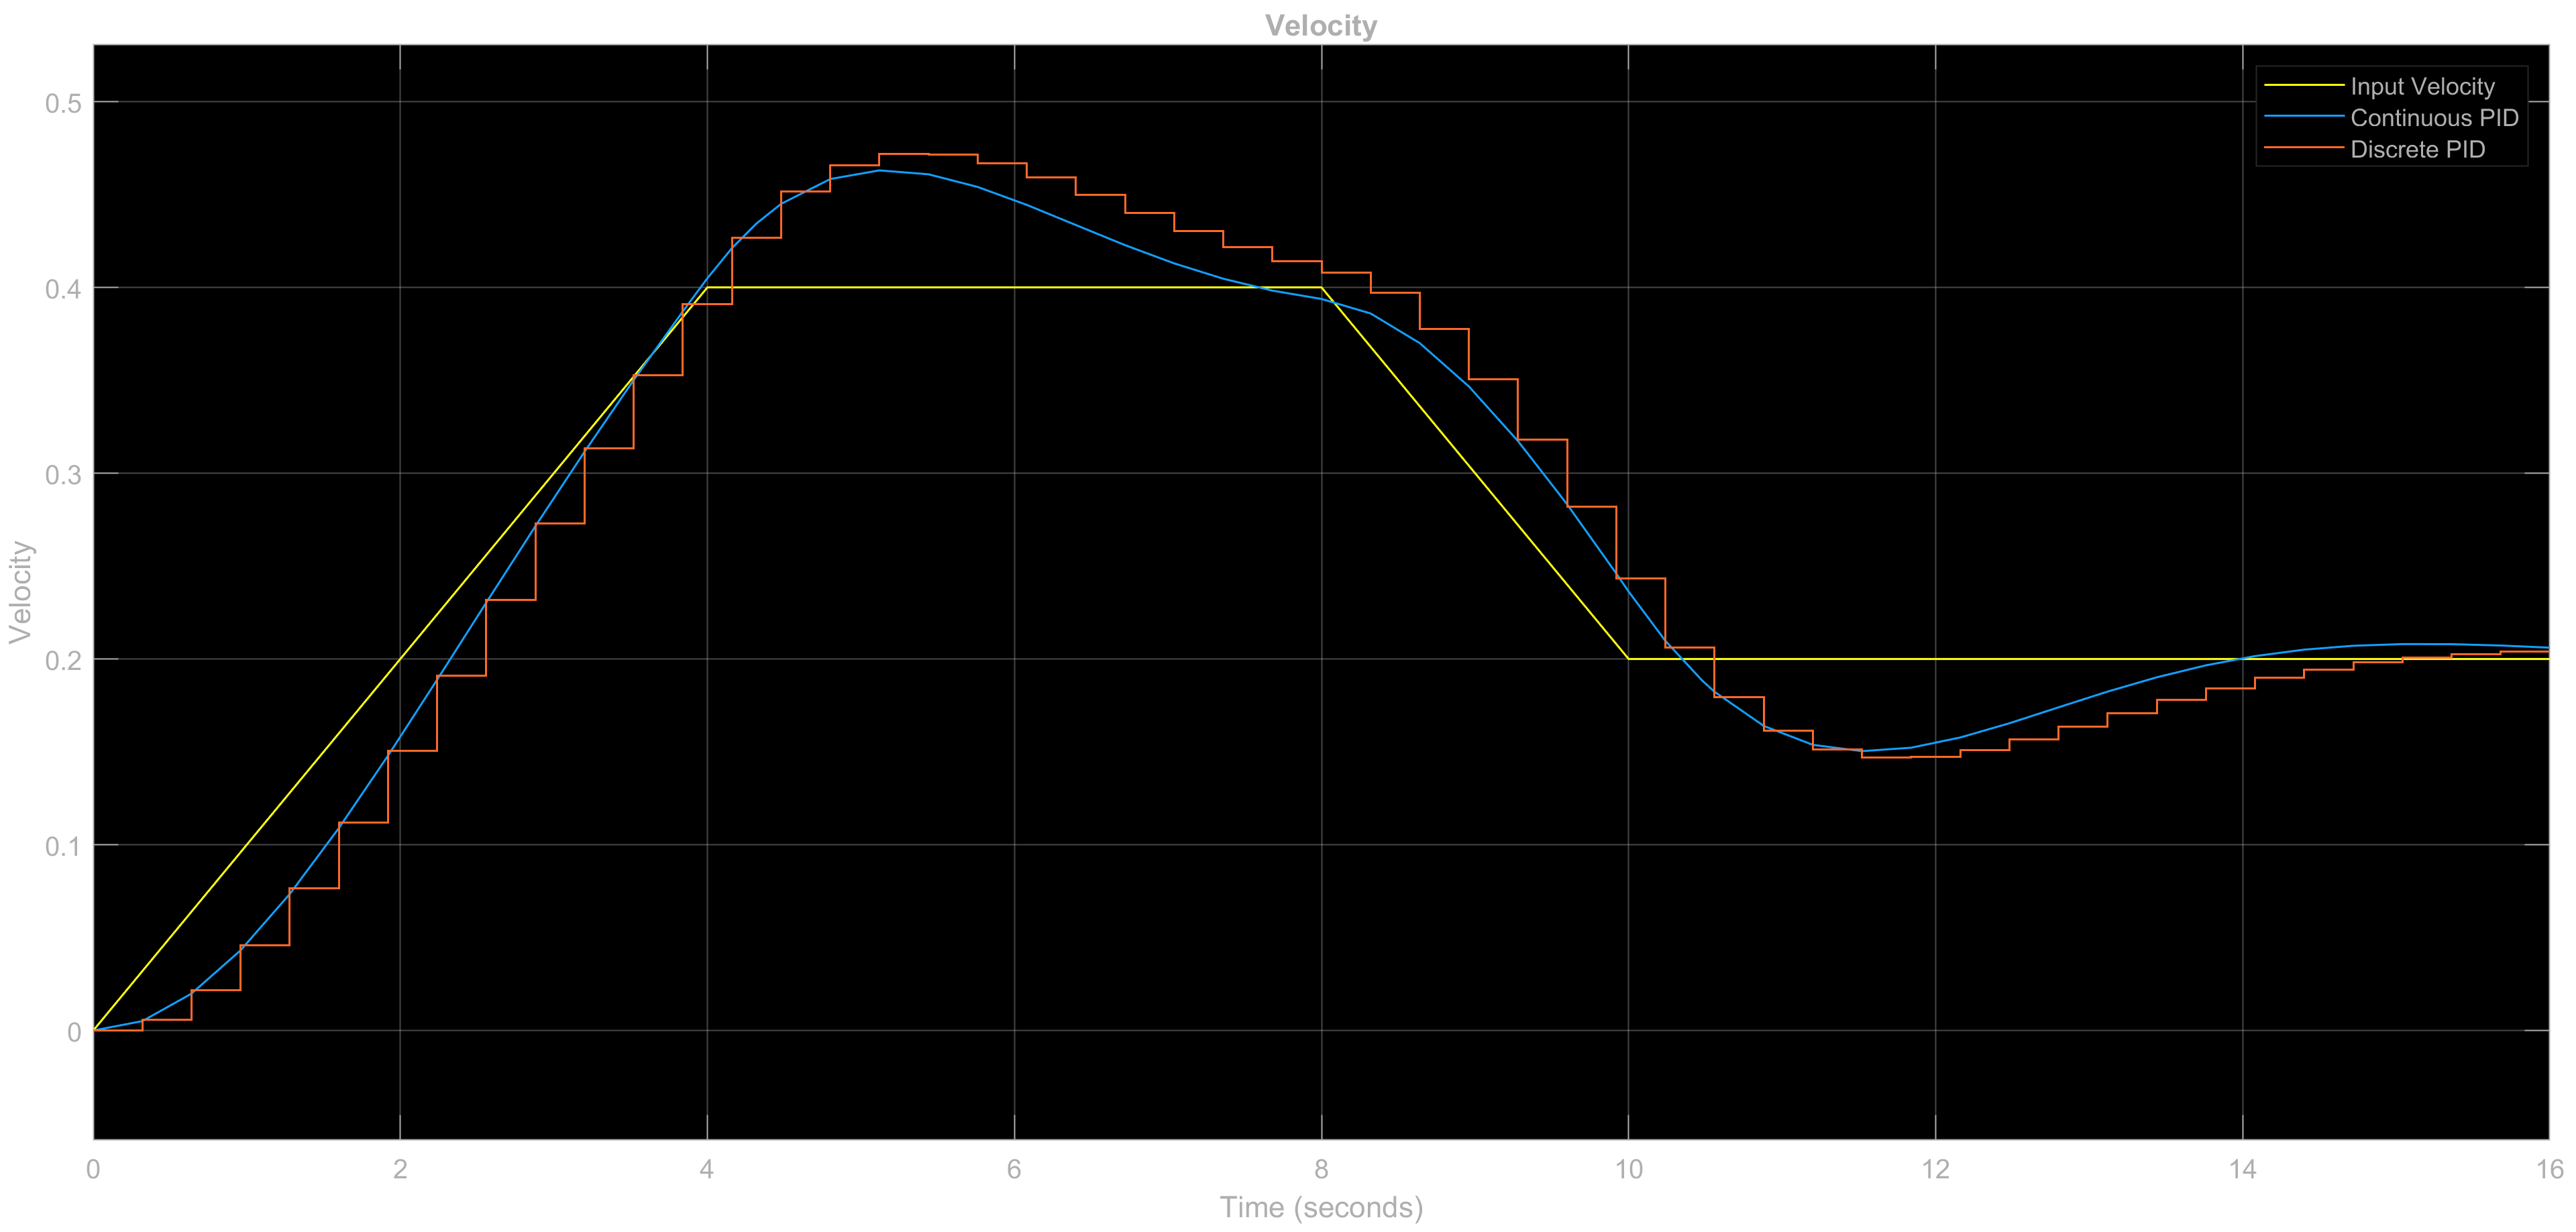 Velocity
Input Velocity
Continuous PID
Discrete PID
Velocity
0.5
0.4
0.3
0.2
0.1
0
0 2 4 6 8 10 12 14 16
Time (seconds)